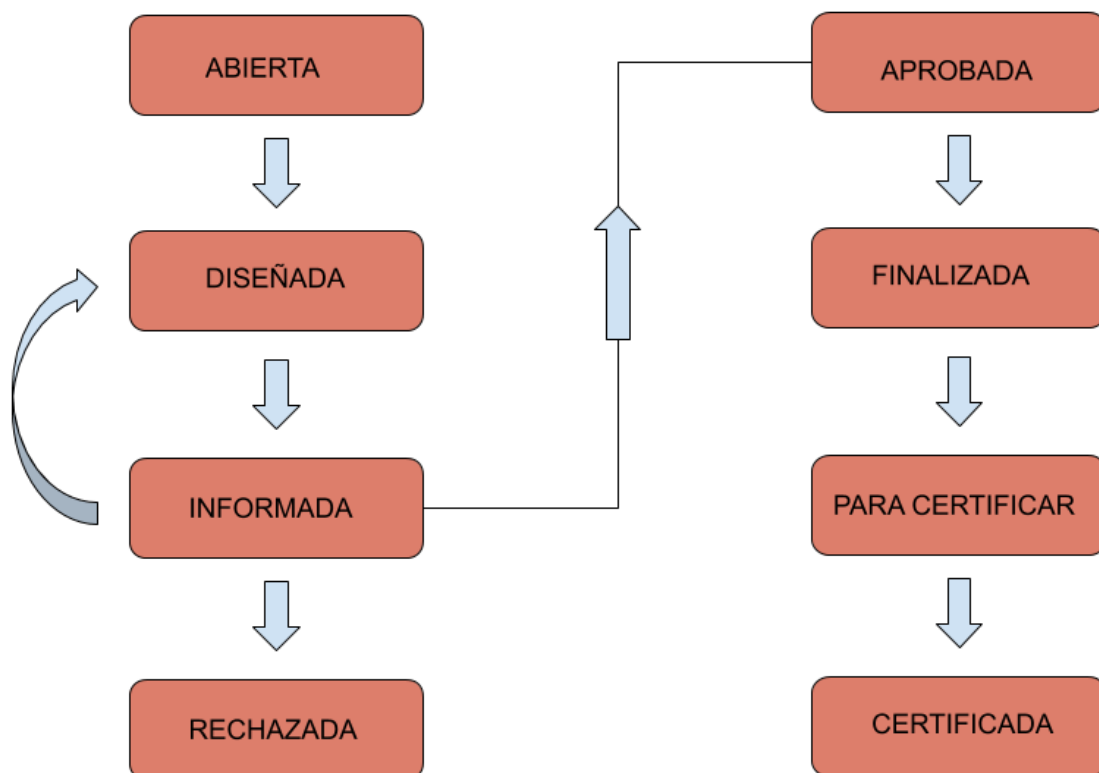 ABIERTA
DISEÑADA
INFORMADA
RECHAZADA
APROBADA
FINALIZADA
PARA CERTIFICAR
CERTIFICADA